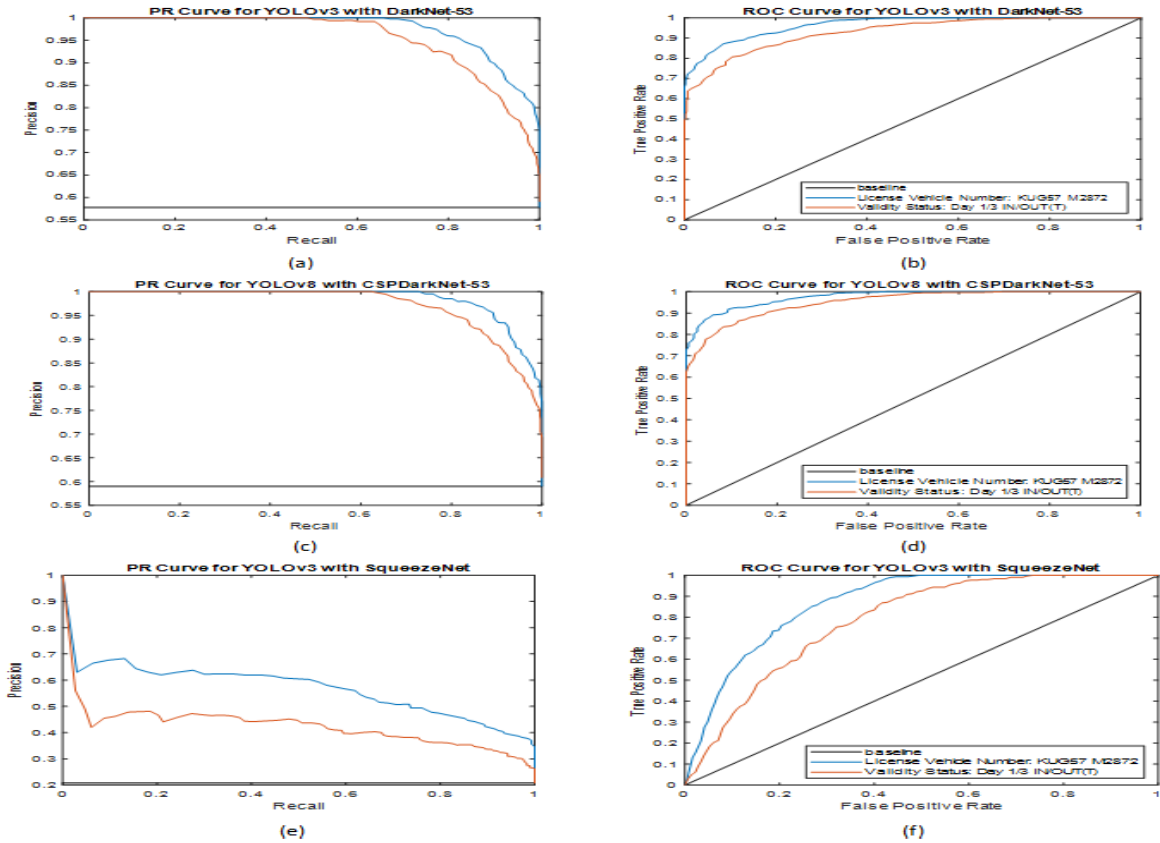 PR Curve for YOLOv3 with DarkNet-53
1
0.95
0.9
0.85
0.8
0.75
0.7
0.65
0.6
0.55
Precision
0 0.2 0.4 0.6 0.8 1
Recall
(a)
ROC Curve for YOLOv3 with DarkNet-53
1
0.9
0.8
0.7
0.6
0.5
0.4
0.3
0.2
0.1
0
True Positive Rate
baseline
License Vehicle Number: KUG57 M2872
Validity Status: Day 1/3 IN/OUT(T)
0 0.2 0.4 0.6 0.8 1
False Positive Rate
(b)
PR Curve for YOLOv8 with CSPDarkNet-53
1
0.95
0.9
0.85
0.8
0.75
0.7
0.65
0.6
0.55
Precision
0 0.2 0.4 0.6 0.8 1
Recall
(c)
ROC Curve for YOLOv8 with CSPDarkNet-53
1
0.9
0.8
0.7
0.6
0.5
0.4
0.3
0.2
0.1
0
True Positive Rate
baseline
License Vehicle Number: KUG57 M2872
Validity Status: Day 1/3 IN/OUT(T)
0 0.2 0.4 0.6 0.8 1
False Positive Rate
(d)
PR Curve for YOLOv3 with SqueezeNet
1
0.9
0.8
0.7
0.6
0.5
0.4
0.3
0.2
Precision
0 0.2 0.4 0.6 0.8 1
Recall
(e)
ROC Curve for YOLOv3 with SqueezeNet
1
0.9
0.8
0.7
0.6
0.5
0.4
0.3
0.2
0.1
0
True Positive Rate
baseline
License Vehicle Number: KUG57 M2872
Validity Status: Day 1/3 IN/OUT(T)
0 0.2 0.4 0.6 0.8 1
False Positive Rate
(f)